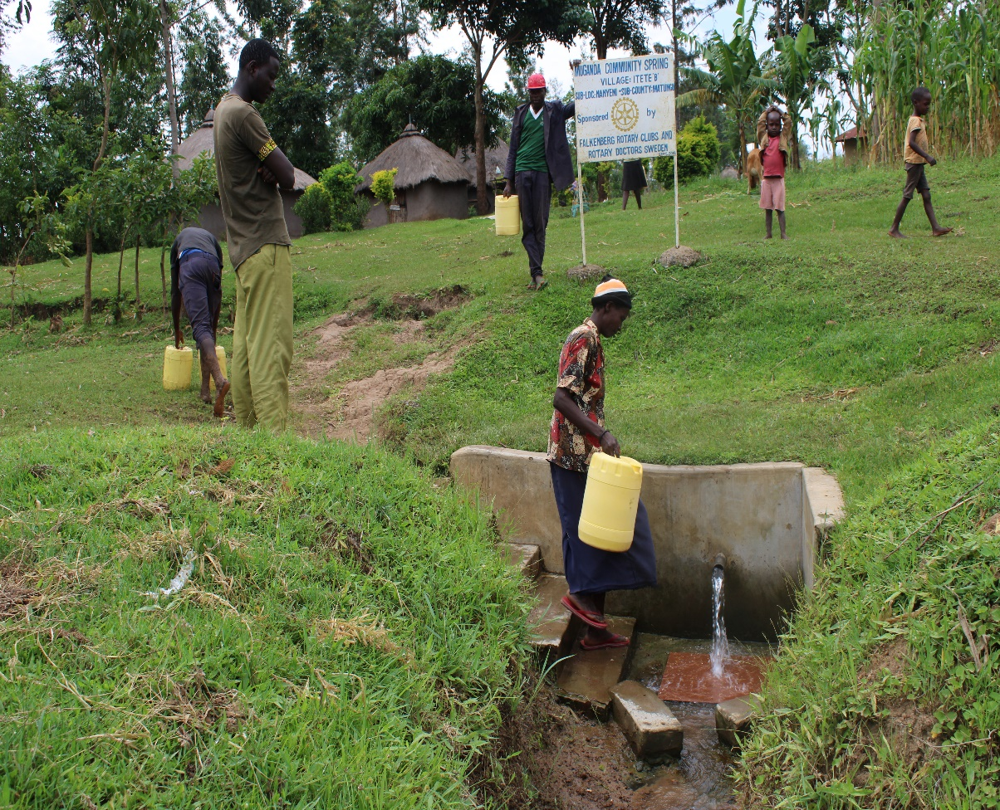 MUGANDA COMMUNITY SPRING
VILLAGE: ITETE 'B'
SUB-LOC: MANYENI - SUB-COUNTY: MATUNGU
Sponsored by
FALKENBERG ROTARY CLUBS AND
ROTARY DOCTORS SWEDEN